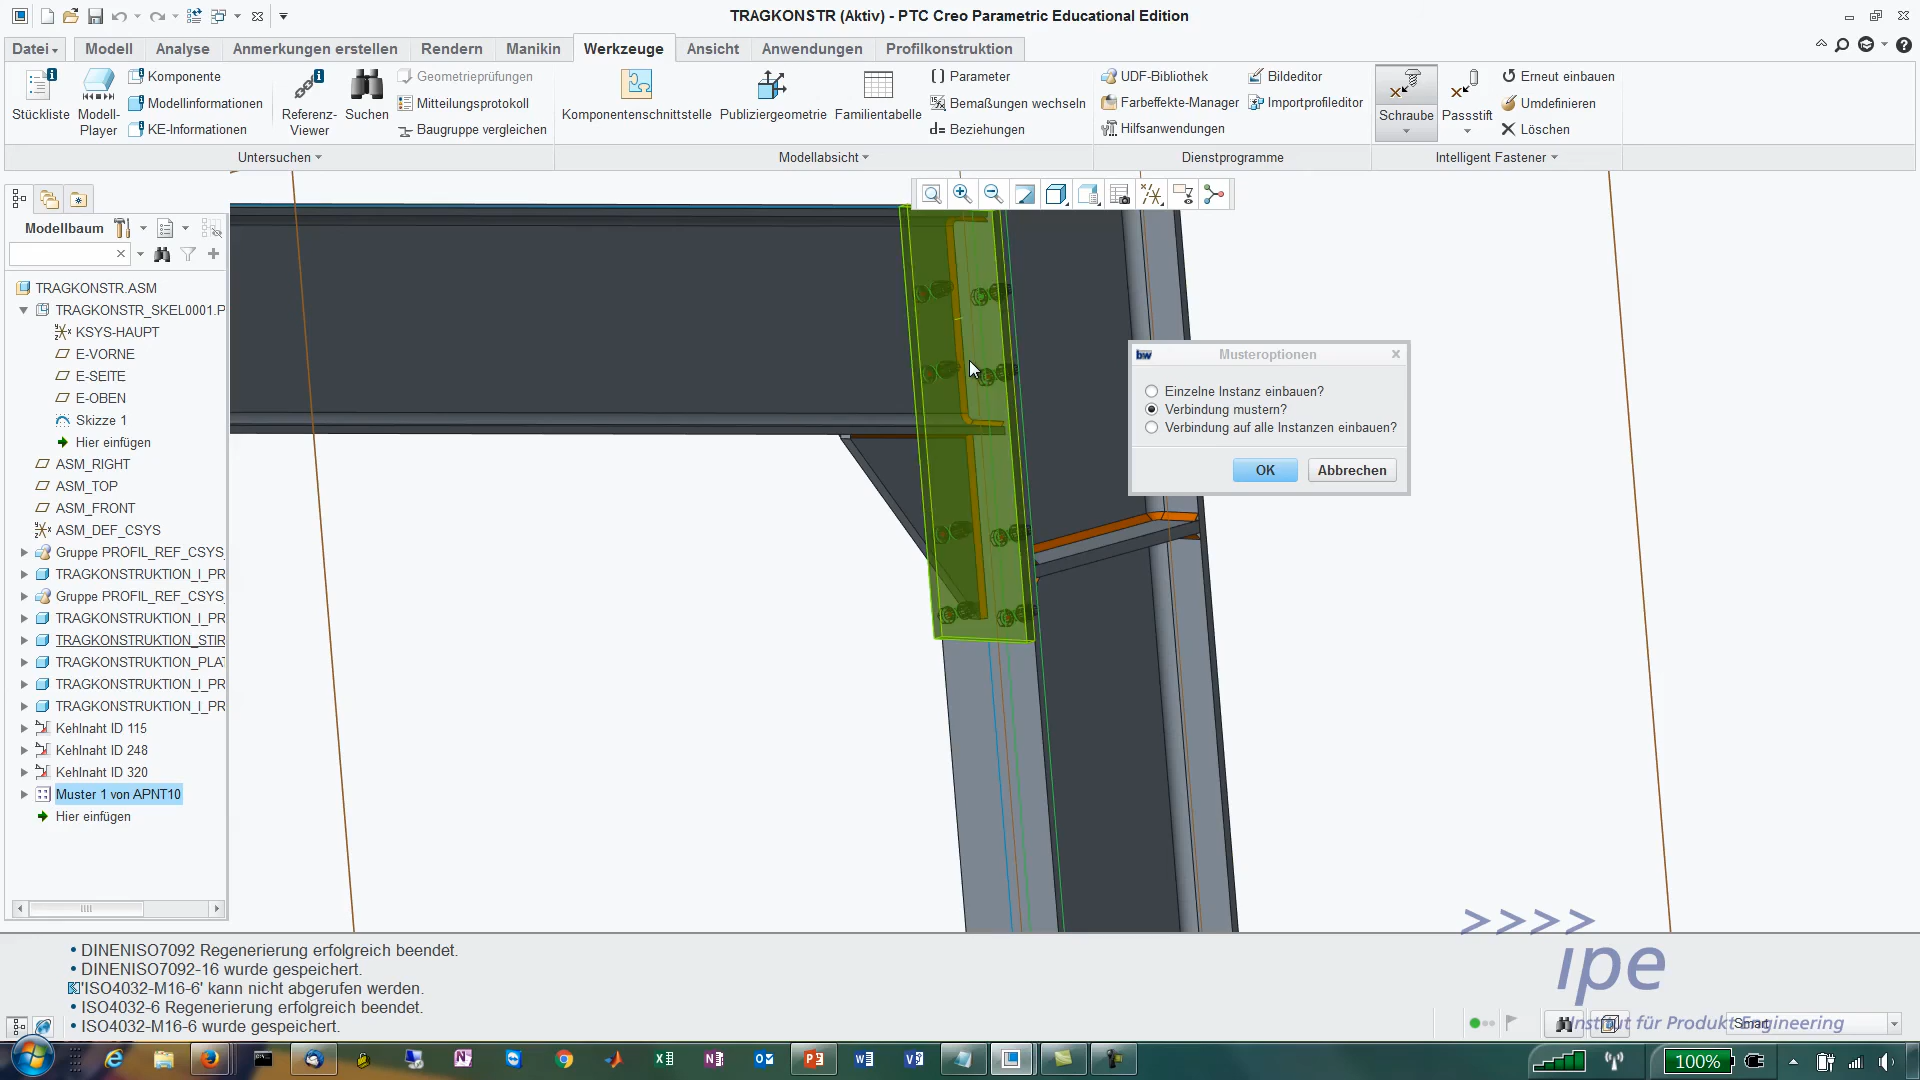 TRAGKONSTR (Aktiv) - PTC Creo Parametric Educational Edition
Datei Modell Analyse Anmerkungen erstellen Rendern Manikin Werkzeuge Ansicht Anwendungen Profilkonstruktion
Stückliste
Modell-Player
Komponente
Modellinformationen
KE-Informationen
Referenz-Viewer
Suchen
Geometrieprüfungen
Mitteilungsprotokoll
Baugruppe vergleichen
Komponentenschnittstelle
Publiziergeometrie
Familientabelle
Parameter
Bemaßungen wechseln
d= Beziehungen
UDF-Bibliothek
Farbeffekte-Manager
Hilfsanwendungen
Bildeditor
Importprofileditor
Schraube
Passstift
Erneut einbauen
Umdefinieren
Löschen
Untersuchen
Modellabsicht
Dienstprogramme
Intelligent Fastener
Modellbaum
TRAGKONSTR.ASM
TRAGKONSTR_SKEL0001.P
KSYS-HAUPT
E-VORNE
E-SEITE
E-OBEN
Skizze 1
Hier einfügen
ASM_RIGHT
ASM_TOP
ASM_FRONT
ASM_DEF_CSYS
Gruppe PROFIL_REF_CSYS_
TRAGKONSTRUKTION_I_PR
Gruppe PROFIL_REF_CSYS_
TRAGKONSTRUKTION_I_PR
TRAGKONSTRUKTION_STIR
TRAGKONSTRUKTION_PLA
TRAGKONSTRUKTION_I_PR
TRAGKONSTRUKTION_I_PR
Kehlnaht ID 115
Kehlnaht ID 248
Kehlnaht ID 320
Muster 1 von APNT10
Hier einfügen
bw Musteroptionen
Einzelne Instanz einbauen?
Verbindung mustern?
Verbindung auf alle Instanzen einbauen?
OK Abbrechen
• DINENISO7092 Regenerierung erfolgreich beendet.
• DINENISO7092-16 wurde gespeichert.
'ISO4032-M16-6' kann nicht abgerufen werden.
• ISO4032-6 Regenerierung erfolgreich beendet.
• ISO4032-M16-6 wurde gespeichert.
>>>>
ipe
Institut für Produkt Engineering
Smart
100%